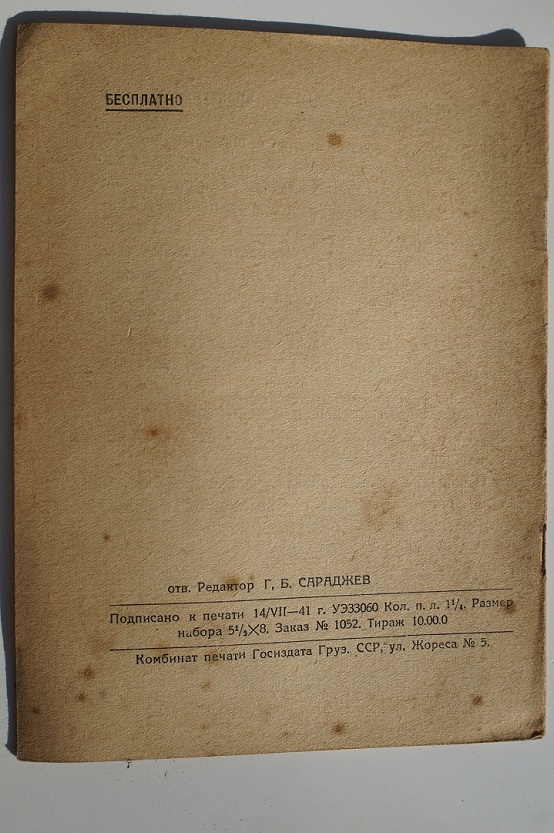 БЕСПЛАТНО
отв. Редактор Г, Б. САРАДЖЕВ
Подписано к печати 14/VII—41 г. УЭ33060 Кол. п. л. 1¹/₄. Размер
набора 5¹/₂×8. Заказ № 1052. Тираж 10.00.0
Комбинат печати Госиздата Груз. ССР, ул. Жореса № 5.